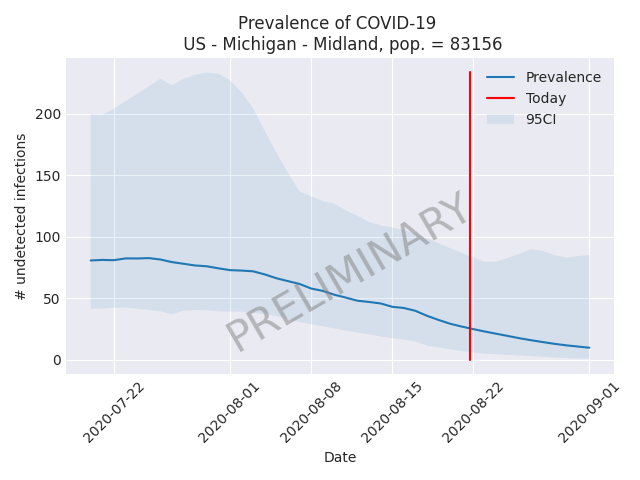 Prevalence of COVID-19
US - Michigan - Midland, pop. = 83156
Prevalence
Today
95CI
# undetected infections
200
150
100
50
0
PRELIMINARY
2020-07-22
2020-08-01
2020-08-08
2020-08-15
2020-08-22
2020-09-01
Date